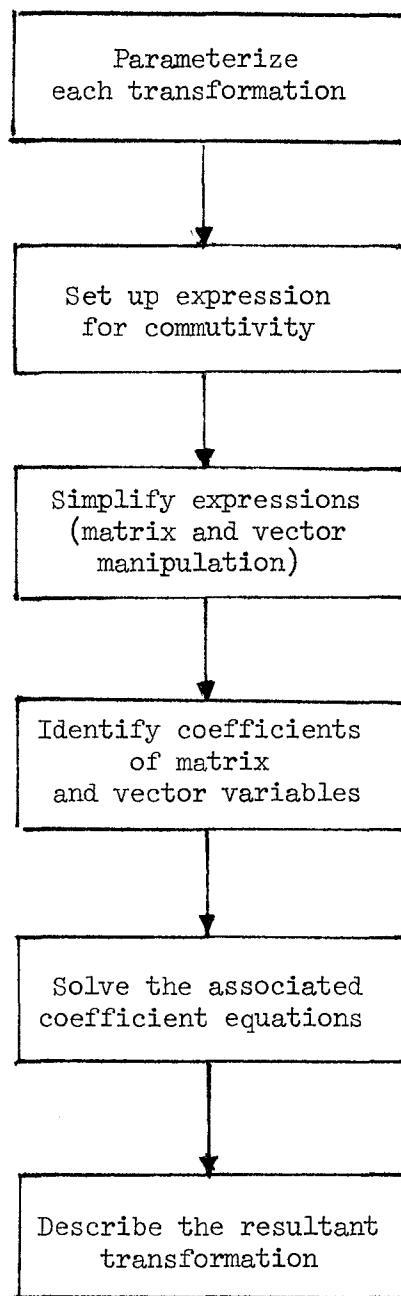 Parameterize
each transformation
Set up expression
for commutivity
Simplify expressions
(matrix and vector
manipulation)
Identify coefficients
of matrix
and vector variables
Solve the associated
coefficient equations
Describe the resultant
transformation